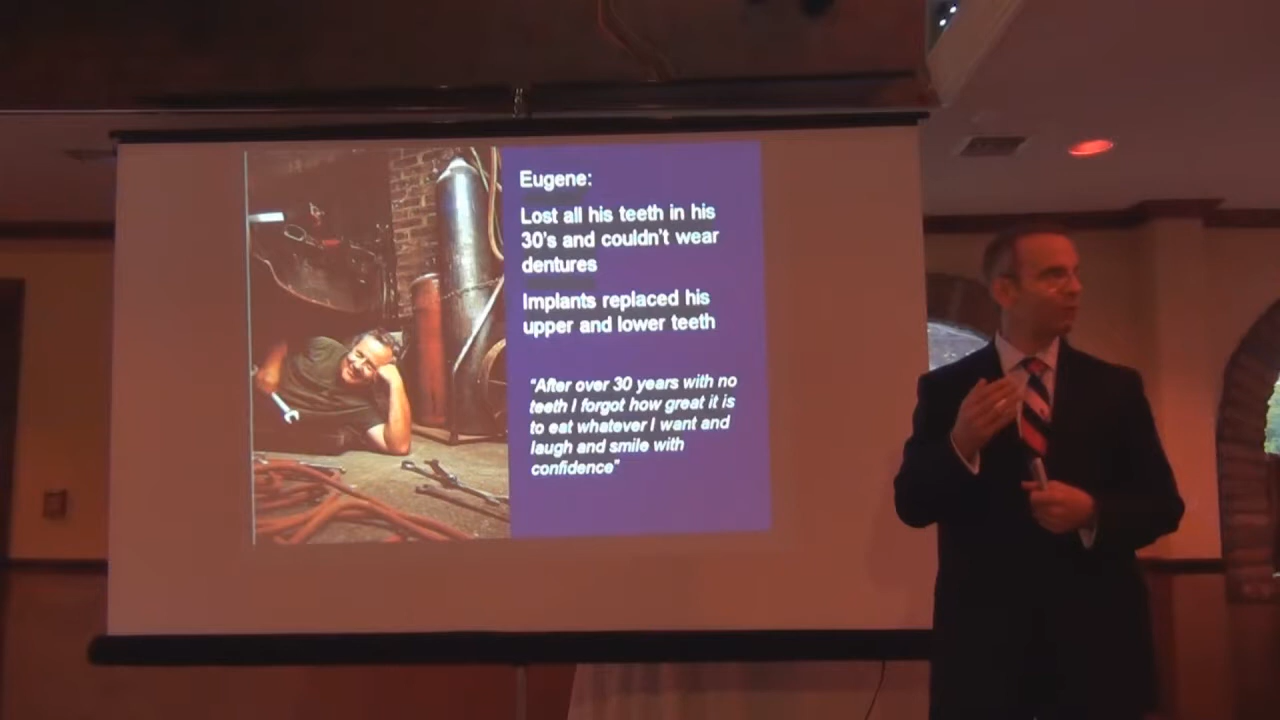 Eugene:
Lost all his teeth in his
30's and couldn't wear
dentures
Implants replaced his
upper and lower teeth
"After over 30 years with no
teeth I forgot how great it is
to eat whatever I want and
laugh and smile with
confidence"